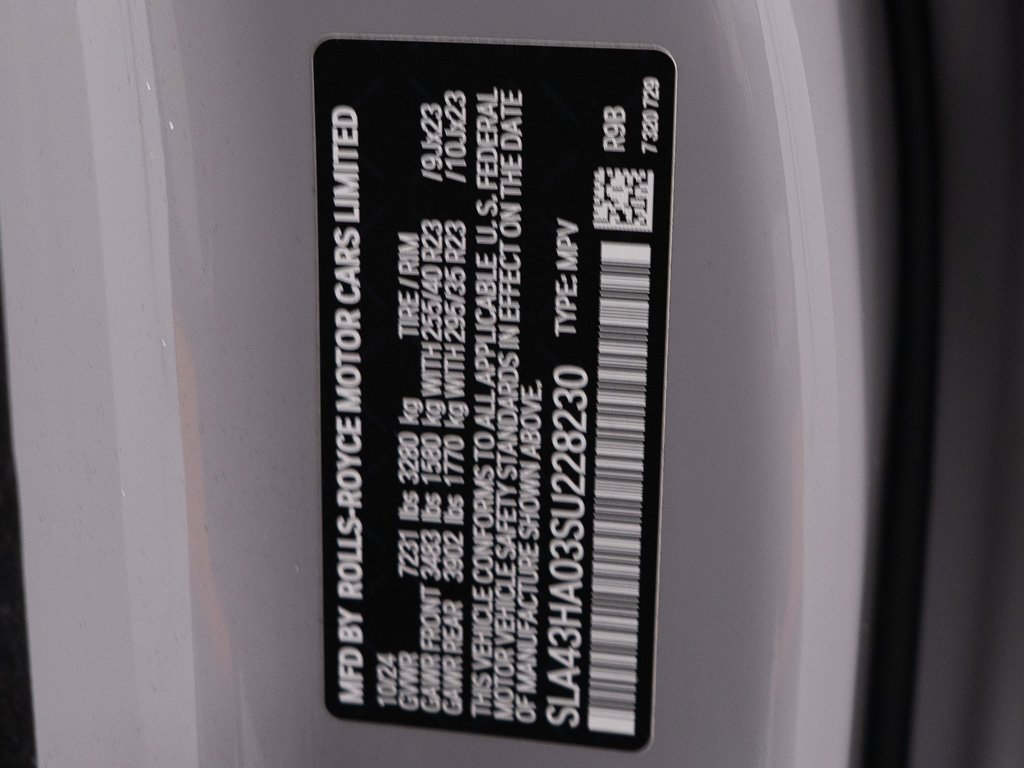 MFD BY ROLLS-ROYCE MOTOR CARS LIMITED
10/24
GVWR 7231 lbs 3280 kg TIRE / RIM
GAWR FRONT 3483 lbs 1580 kg WITH 255/40 R23 /9Jx23
GAWR REAR 3902 lbs 1770 kg WITH 295/35 R23 /10Jx23
THIS VEHICLE CONFORMS TO ALL APPLICABLE U. S. FEDERAL
MOTOR VEHICLE SAFETY STANDARDS IN EFFECT ON THE DATE
OF MANUFACTURE SHOWN ABOVE.
SLA43HA03SU228230 TYPE: MPV
R9B
7 320 729